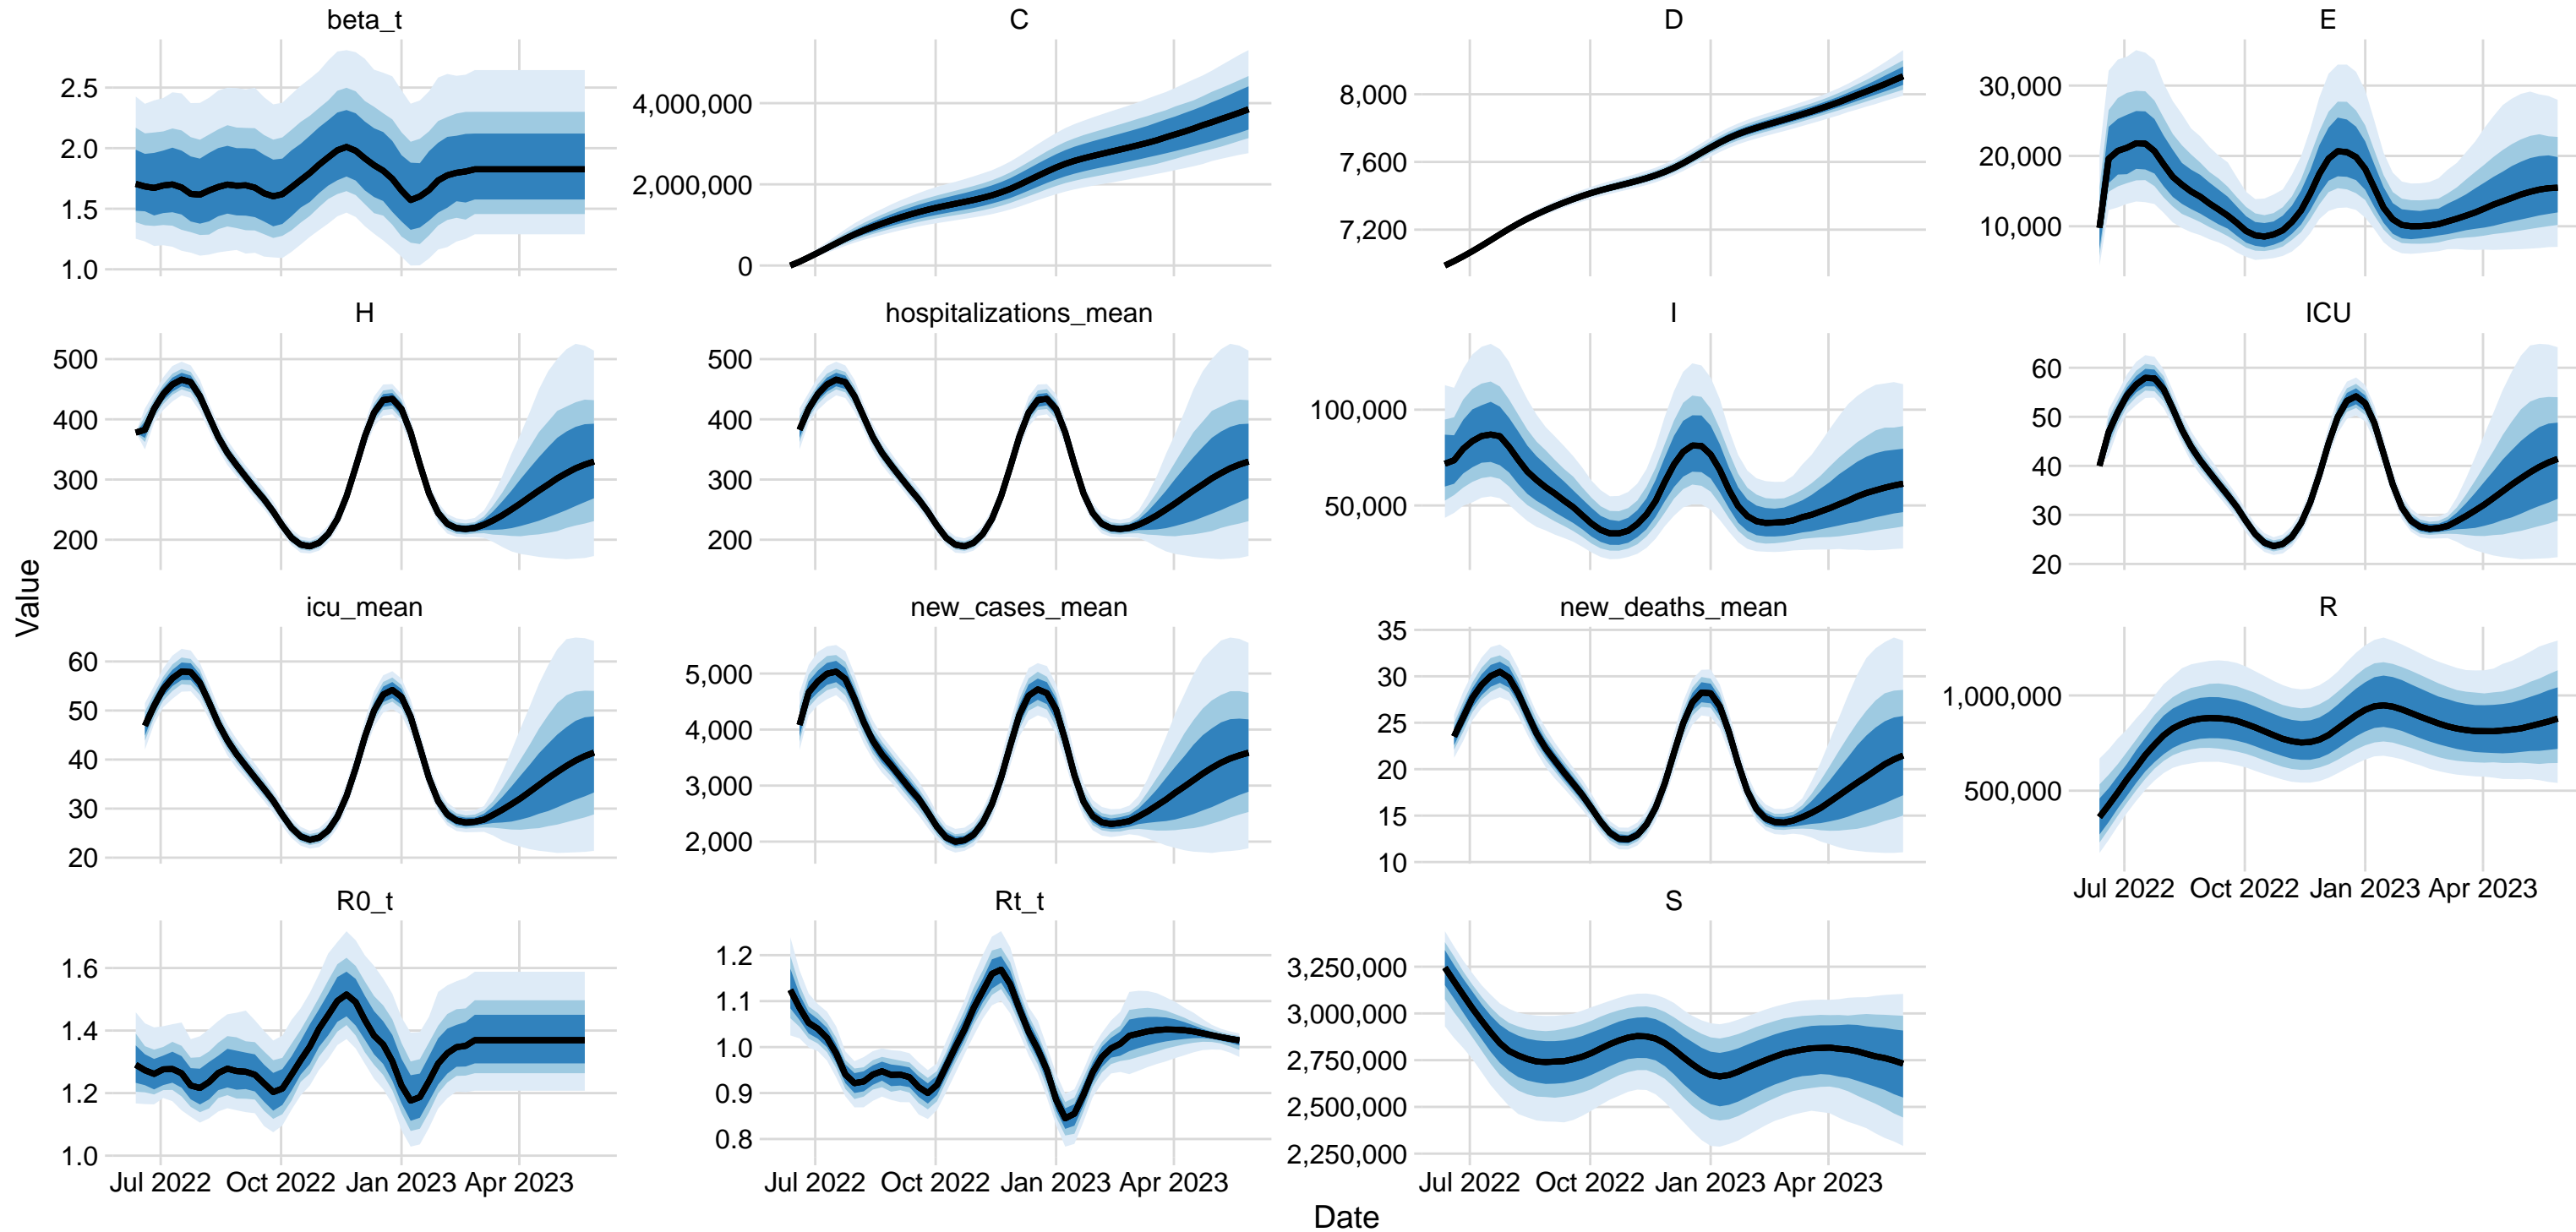 beta_t
C
D
E
2.5
2.0
1.5
1.0
4,000,000
2,000,000
0
8,000
7,600
7,200
30,000
20,000
10,000
H
hospitalizations_mean
I
ICU
500
400
300
200
500
400
300
200
100,000
50,000
60
50
40
30
20
Value
icu_mean
new_cases_mean
new_deaths_mean
R
60
50
40
30
20
5,000
4,000
3,000
2,000
35
30
25
20
15
10
1,000,000
500,000
Jul 2022 Oct 2022 Jan 2023 Apr 2023
R0_t
Rt_t
S
1.6
1.4
1.2
1.0
1.2
1.1
1.0
0.9
0.8
3,250,000
3,000,000
2,750,000
2,500,000
2,250,000
Jul 2022 Oct 2022 Jan 2023 Apr 2023
Jul 2022 Oct 2022 Jan 2023 Apr 2023
Jul 2022 Oct 2022 Jan 2023 Apr 2023
Date